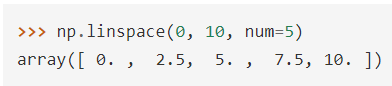 >>> np.linspace(0, 10, num=5)
array([ 0. ,  2.5,  5. ,  7.5, 10. ])